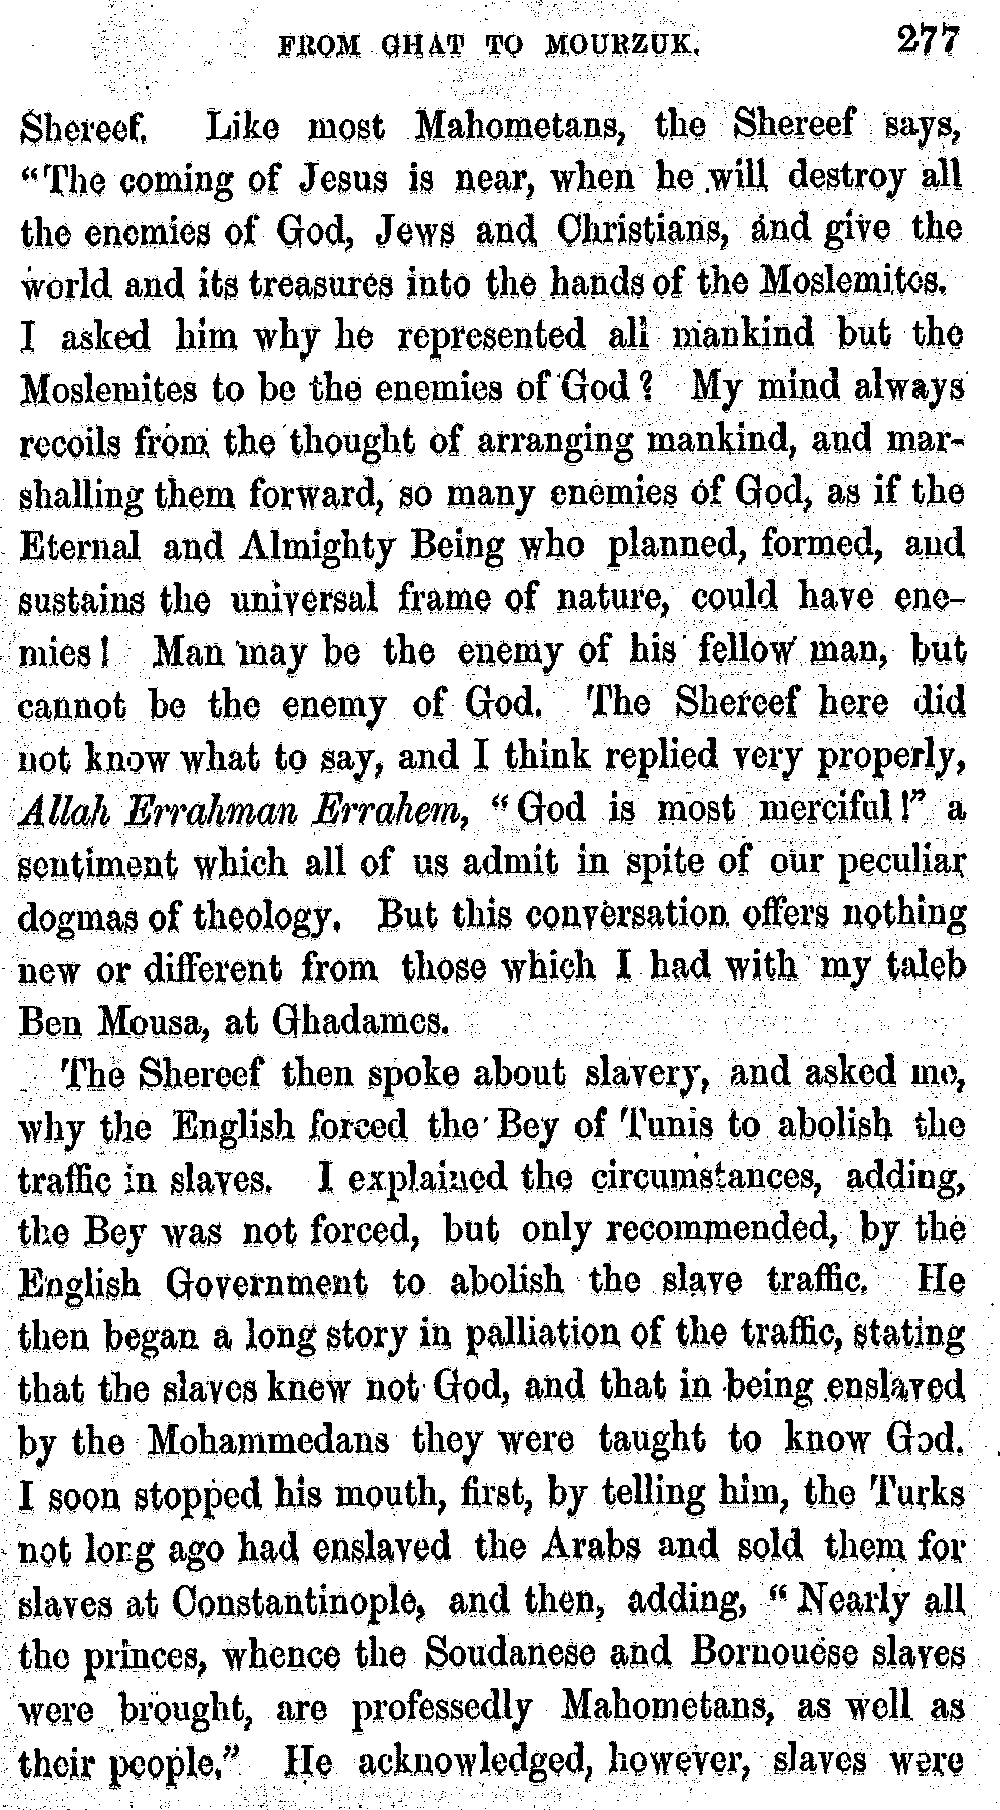 FROM GHAT TO MOURZUK. 277
Shereef. Like most Mahometans, the Shereef says,
"The coming of Jesus is near, when he will destroy all
the enemies of God, Jews and Christians, and give the
world and its treasures into the hands of the Moslemites.
I asked him why he represented all mankind but the
Moslemites to be the enemies of God? My mind always
recoils from the thought of arranging mankind, and mar-
shalling them forward, so many enemies of God, as if the
Eternal and Almighty Being who planned, formed, and
sustains the universal frame of nature, could have ene-
mies! Man may be the enemy of his fellow man, but
cannot be the enemy of God. The Shereef here did
not know what to say, and I think replied very properly,
Allah Errahman Errahem, "God is most merciful!" a
sentiment which all of us admit in spite of our peculiar
dogmas of theology. But this conversation offers nothing
new or different from those which I had with my taleb
Ben Mousa, at Ghadames.
The Shereef then spoke about slavery, and asked me,
why the English forced the Bey of Tunis to abolish the
traffic in slaves. I explained the circumstances, adding,
the Bey was not forced, but only recommended, by the
English Government to abolish the slave traffic. He
then began a long story in palliation of the traffic, stating
that the slaves knew not God, and that in being enslaved
by the Mohammedans they were taught to know God.
I soon stopped his mouth, first, by telling him, the Turks
not long ago had enslaved the Arabs and sold them for
slaves at Constantinople, and then, adding, "Nearly all
the princes, whence the Soudanese and Bornouese slaves
were brought, are professedly Mahometans, as well as
their people." He acknowledged, however, slaves were